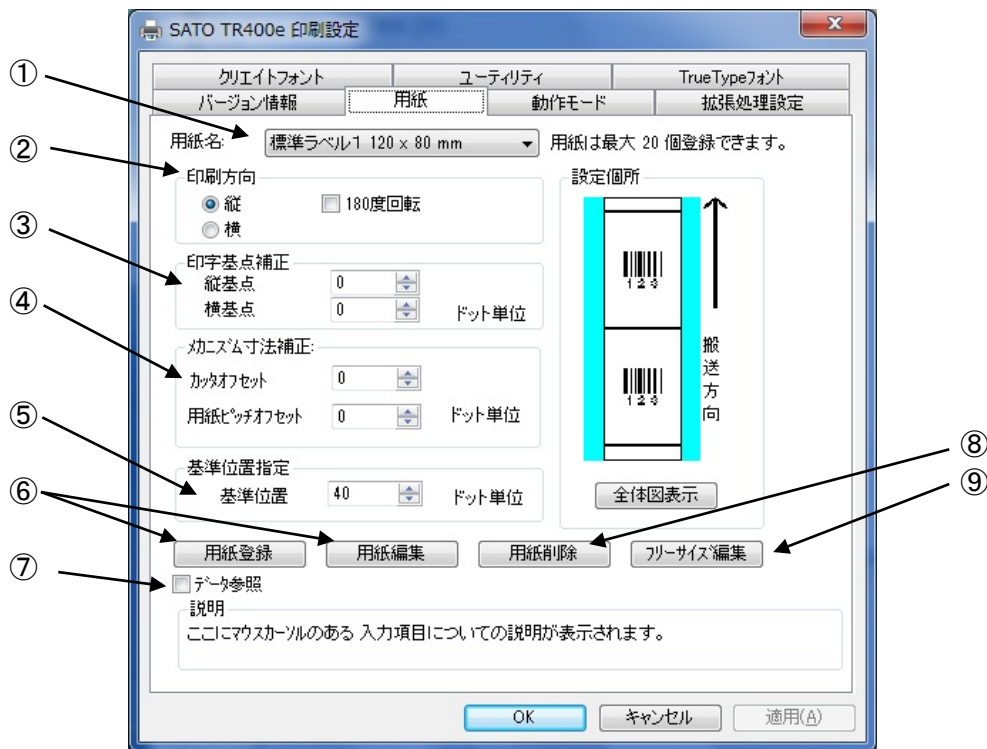 SATO TR400e 印刷設定
クリエイトフォント ユーティリティ TrueTypeフォント
バージョン情報 用紙 動作モード 拡張処理設定
① 用紙名: 標準ラベル1 120 x 80 mm 用紙は最大 20 個登録できます。
② 印刷方向
縦 180度回転
横
③ 印字基点補正
縦基点 0
横基点 0 ドット単位
④ メカニズム寸法補正:
カッタオフセット 0
用紙ピッチオフセット 0 ドット単位
⑤ 基準位置指定
基準位置 40 ドット単位
設定個所
123
123
搬送方向
全体図表示
⑥ 用紙登録 用紙編集 ⑧ 用紙削除 ⑨ フリーサイズ編集
⑦ データ参照
説明
ここにマウスカーソルのある 入力項目についての説明が表示されます。
OK キャンセル 適用(A)